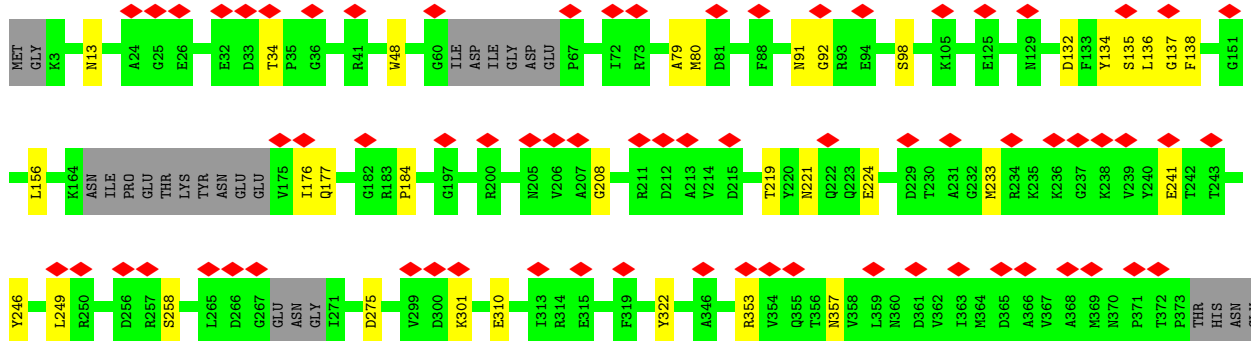 MET GLY K3 N13 A24 G25 E26 E32 D33 T34 P35 G36 R41 W48 G60 ILE ASP ILE GLY ASP GLU P67 I72 R73 A79 M80 D81 F88 N91 G92 R93 E94 S98 K105 E125 N129 D132 F133 Y134 S135 L136 G137 F138 G151
L156 K164 ASN ILE PRO GLU THR LYS TYR ASN GLU GLU V175 I176 Q177 G182 R183 P184 G197 R200 N205 V206 A207 G208 R211 D212 A213 V214 D215 T219 Y220 N221 Q222 Q223 E224 D229 T230 A231 G232 M233 R234 K235 K236 G237 K238 V239 Y240 E241 T242 T243
Y246 L249 R250 D256 R257 S258 L265 D266 G267 GLU ASN GLY I271 D275 V299 D300 K301 E310 I313 R314 E315 F319 Y322 A346 R353 V354 Q355 T356 N357 V358 L359 N360 D361 V362 I363 M364 D365 A366 V367 A368 M369 N370 P371 T372 P373 THR HIS ASN